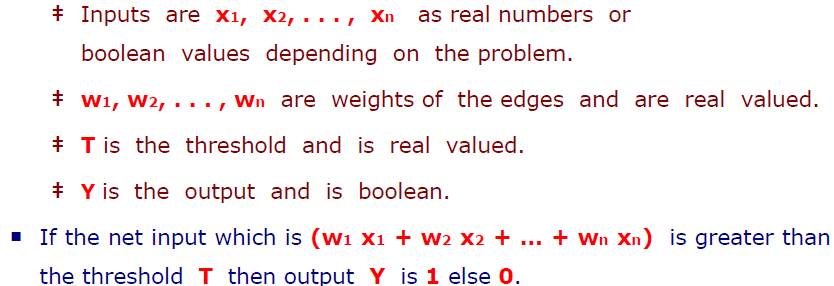 ‡ Inputs are x1, x2, . . . , xn as real numbers or
boolean values depending on the problem.
‡ w1, w2, . . . , wn are weights of the edges and are real valued.
‡ T is the threshold and is real valued.
‡ Y is the output and is boolean.
▪ If the net input which is (w1 x1 + w2 x2 + ... + wn xn) is greater than
the threshold T then output Y is 1 else 0.